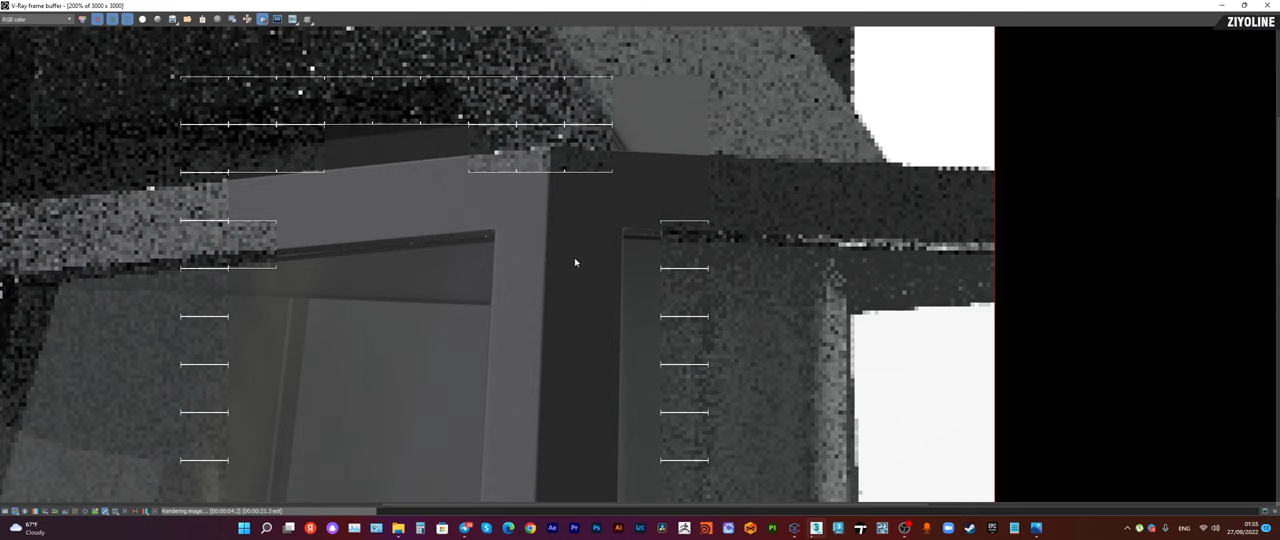 V-Ray frame buffer - [200% of 3000 x 3000]
RGB color
ZIYOLINE
Rendering image... [00:00:04.2] [00:00:21.3 est]
67°F
Cloudy
ENG
01:55
27/09/2022